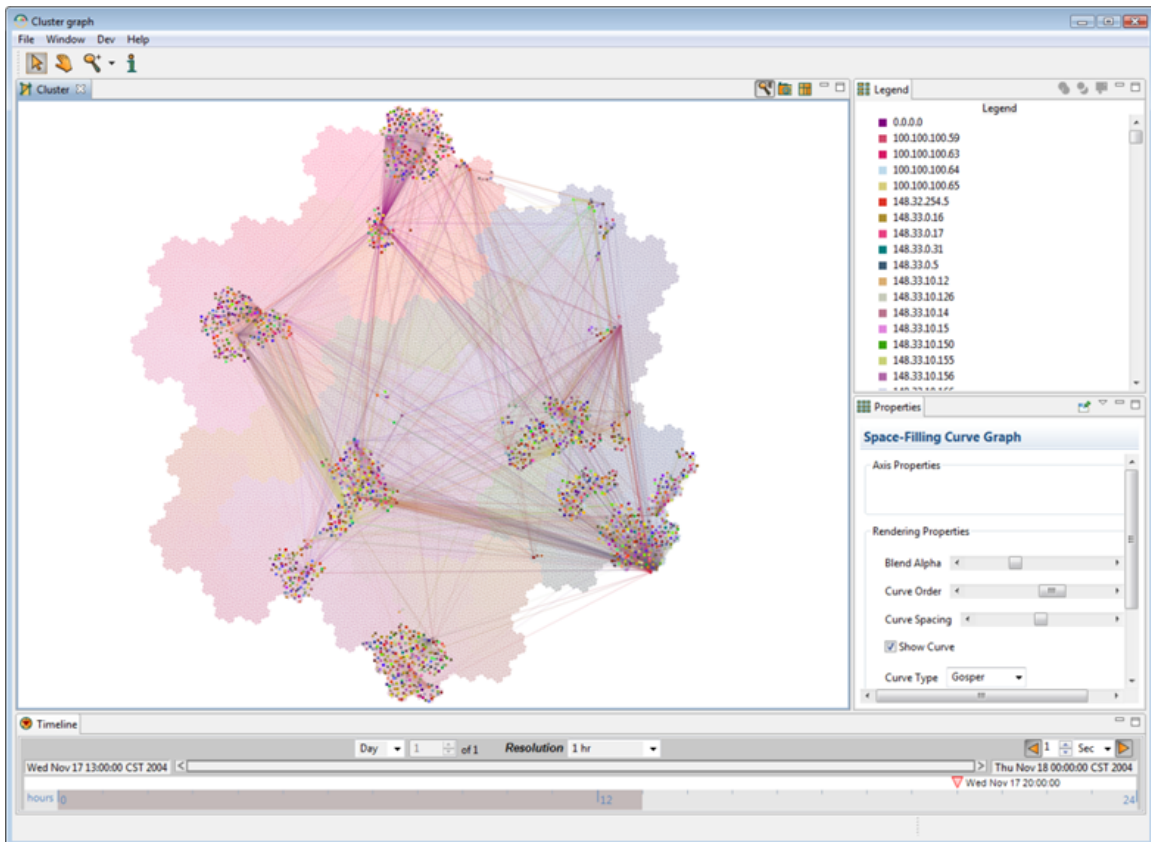 Cluster graph
File Window Dev Help
Cluster
Legend
Legend
0.0.0.0
100.100.100.59
100.100.100.63
100.100.100.64
100.100.100.65
148.32.254.5
148.33.0.16
148.33.0.17
148.33.0.31
148.33.0.5
148.33.10.12
148.33.10.126
148.33.10.14
148.33.10.15
148.33.10.150
148.33.10.155
148.33.10.156
Properties
Space-Filling Curve Graph
Axis Properties
Rendering Properties
Blend Alpha
Curve Order
Curve Spacing
Show Curve
Curve Type Gosper
Timeline
Day 1 of 1 Resolution 1 hr 1 Sec
Wed Nov 17 13:00:00 CST 2004 Thu Nov 18 00:00:00 CST 2004
Wed Nov 17 20:00:00
hours 0 12 24